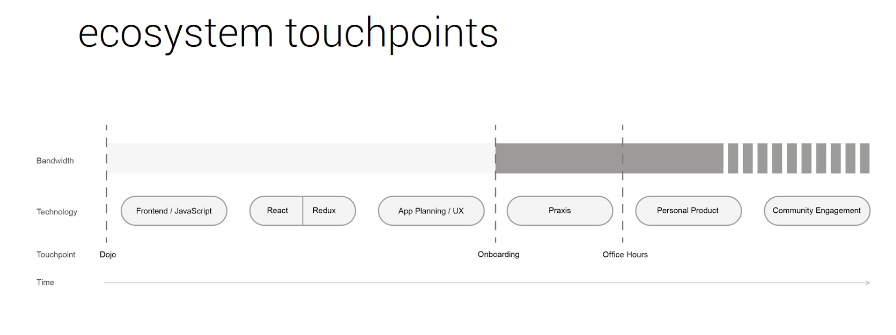 ecosystem touchpoints
Bandwidth
Technology
Frontend / JavaScript
React
Redux
App Planning / UX
Praxis
Personal Product
Community Engagement
Touchpoint
Dojo
Onboarding
Office Hours
Time